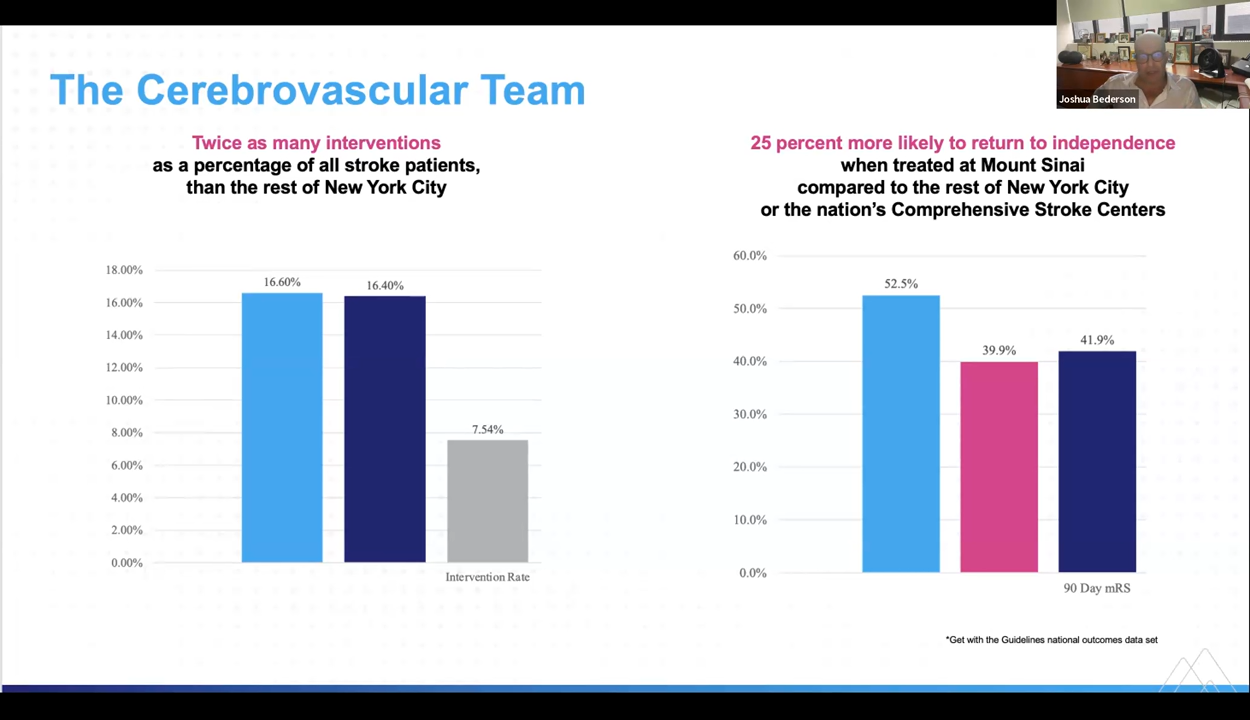 Joshua Bederson
The Cerebrovascular Team
Twice as many interventions
as a percentage of all stroke patients,
than the rest of New York City
18.00%
16.00%
14.00%
12.00%
10.00%
8.00%
6.00%
4.00%
2.00%
0.00%
16.60%
16.40%
7.54%
Intervention Rate
25 percent more likely to return to independence
when treated at Mount Sinai
compared to the rest of New York City
or the nation’s Comprehensive Stroke Centers
60.0%
50.0%
40.0%
30.0%
20.0%
10.0%
0.0%
52.5%
39.9%
41.9%
90 Day mRS
*Get with the Guidelines national outcomes data set